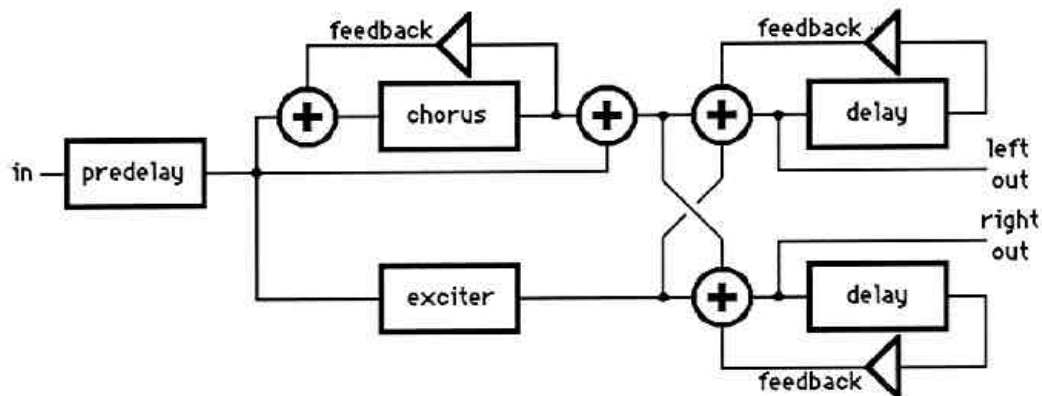 feedback
feedback
chorus
delay
in
predelay
left
out
right
out
exciter
delay
feedback